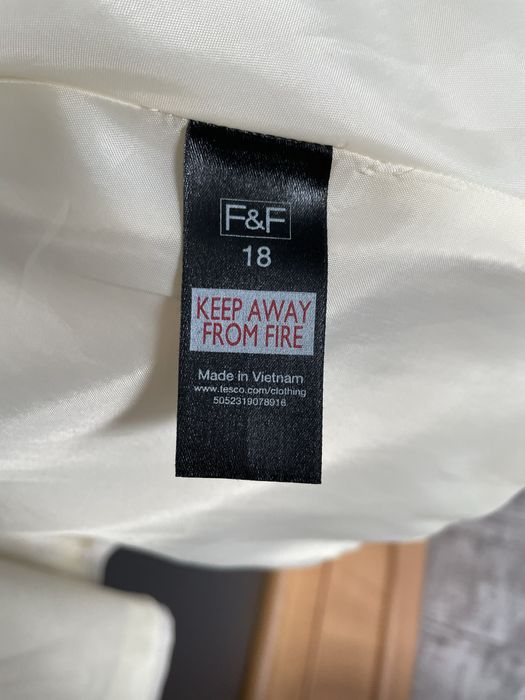 F&F
18
KEEP AWAY
FROM FIRE
Made in Vietnam
www.tesco.com/clothing
5052319078916